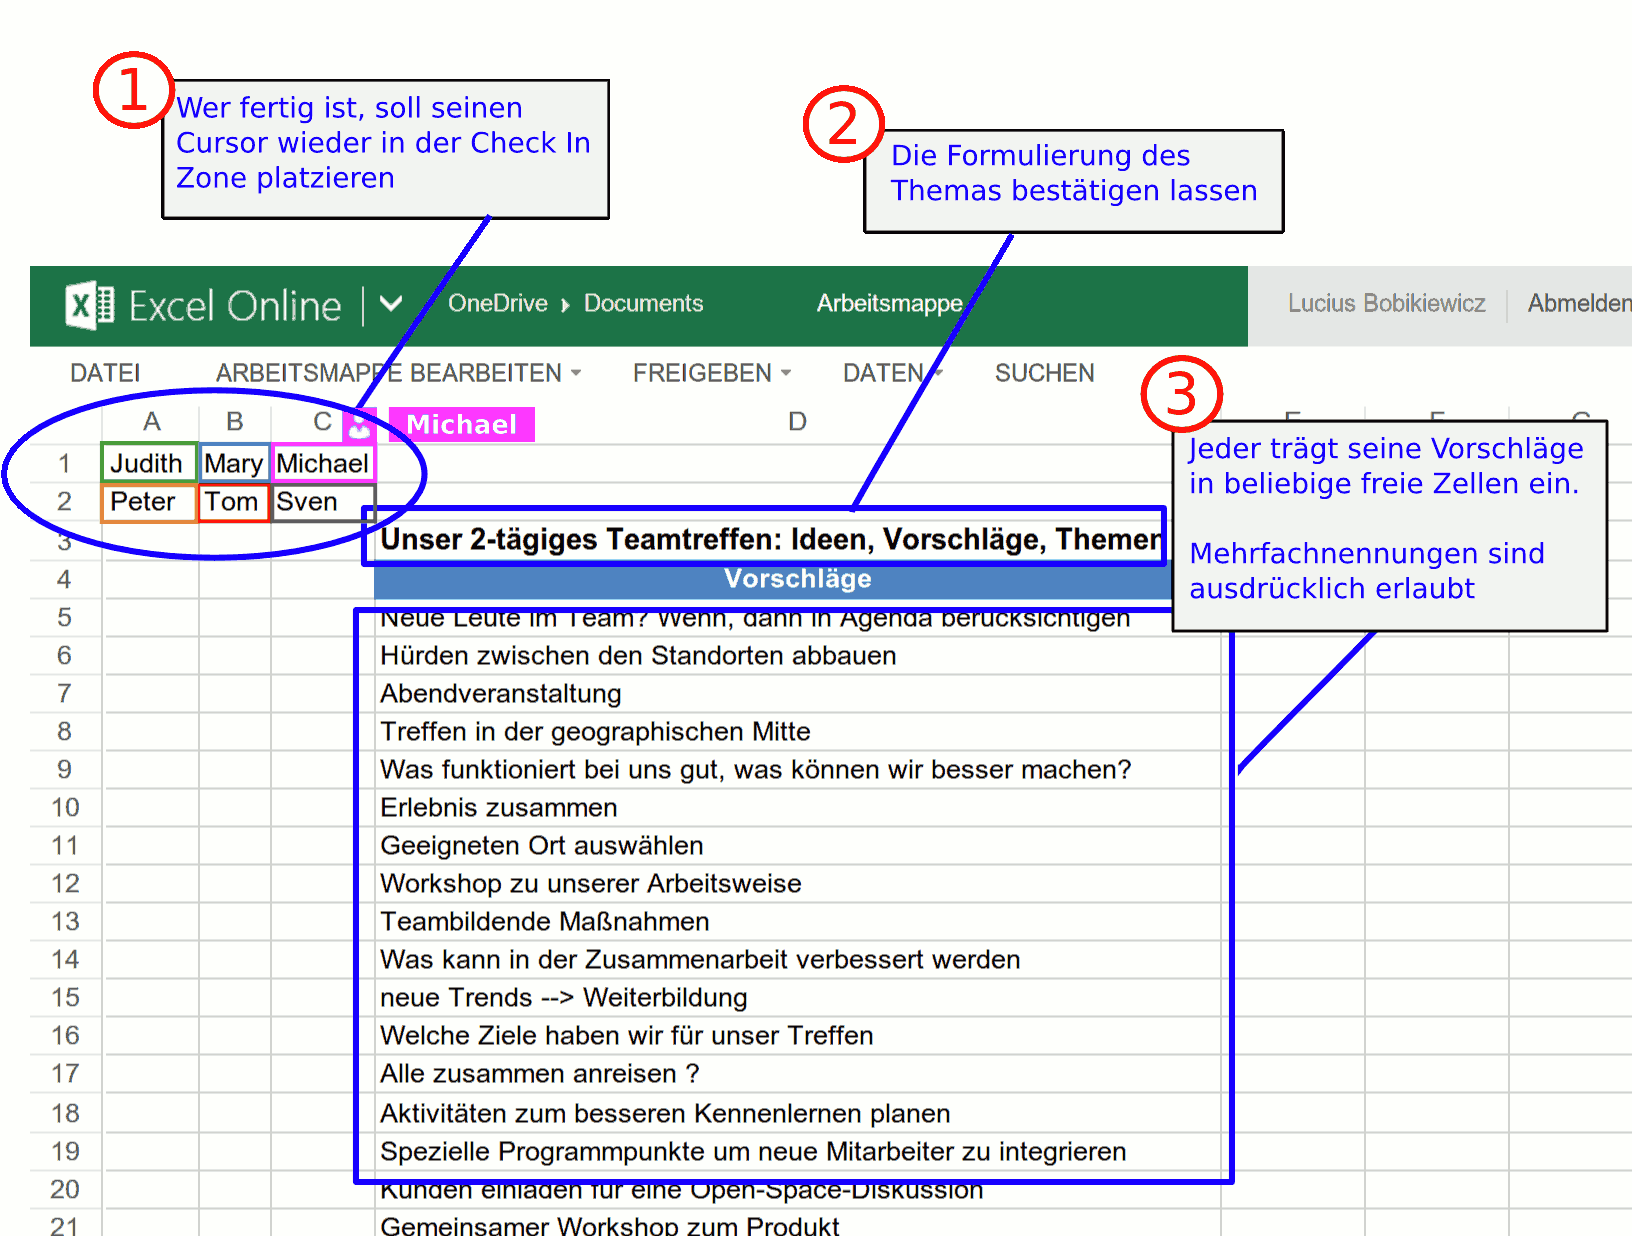 1
Wer fertig ist, soll seinen
Cursor wieder in der Check In
Zone platzieren
2
Die Formulierung des
Themas bestätigen lassen
Excel Online OneDrive › Documents Arbeitsmappe Lucius Bobikiewicz Abmelden
DATEI ARBEITSMAPPE BEARBEITEN FREIGEBEN DATEN SUCHEN
3
Jeder trägt seine Vorschläge
in beliebige freie Zellen ein.
Mehrfachnennungen sind
ausdrücklich erlaubt
A B C Michael D E F G
1 Judith Mary Michael
2 Peter Tom Sven
3 Unser 2-tägiges Teamtreffen: Ideen, Vorschläge, Themen
4 Vorschläge
5 Neue Leute im Team? Wenn, dann in Agenda berücksichtigen
6 Hürden zwischen den Standorten abbauen
7 Abendveranstaltung
8 Treffen in der geographischen Mitte
9 Was funktioniert bei uns gut, was können wir besser machen?
10 Erlebnis zusammen
11 Geeigneten Ort auswählen
12 Workshop zu unserer Arbeitsweise
13 Teambildende Maßnahmen
14 Was kann in der Zusammenarbeit verbessert werden
15 neue Trends --> Weiterbildung
16 Welche Ziele haben wir für unser Treffen
17 Alle zusammen anreisen ?
18 Aktivitäten zum besseren Kennenlernen planen
19 Spezielle Programmpunkte um neue Mitarbeiter zu integrieren
20 Kunden einladen für eine Open-Space-Diskussion
21 Gemeinsamer Workshop zum Produkt